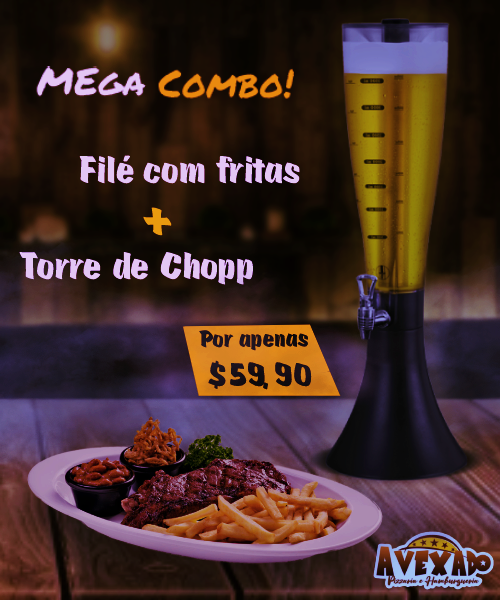 MEga Combo!
Filé com fritas
+
Torre de Chopp
Por apenas
$59,90
AVEXADO
Pizzaria e Hamburgueria